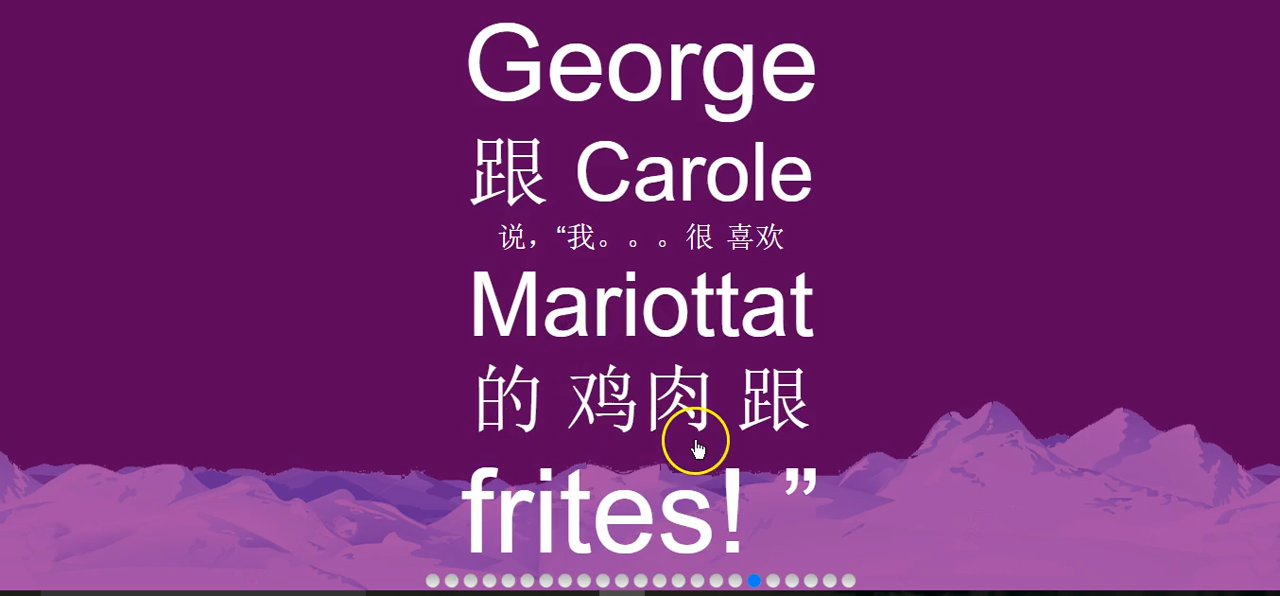 George
跟 Carole
说，“我。。。很 喜欢
Mariottat
的 鸡肉 跟
frites! ”